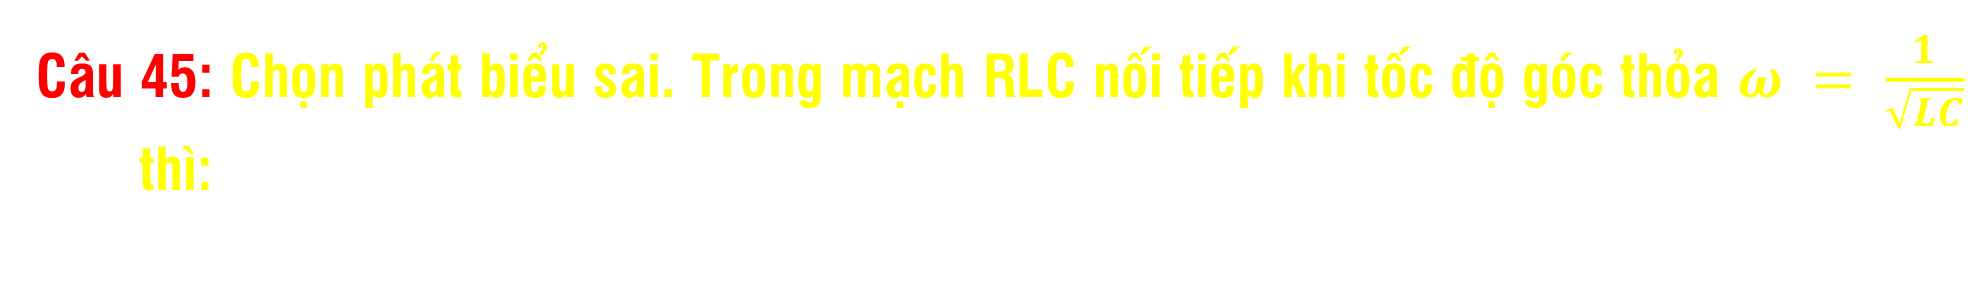 Câu 45: Chọn phát biểu sai. Trong mạch RLC nối tiếp khi tốc độ góc thỏa ω = 1/√LC
thì: